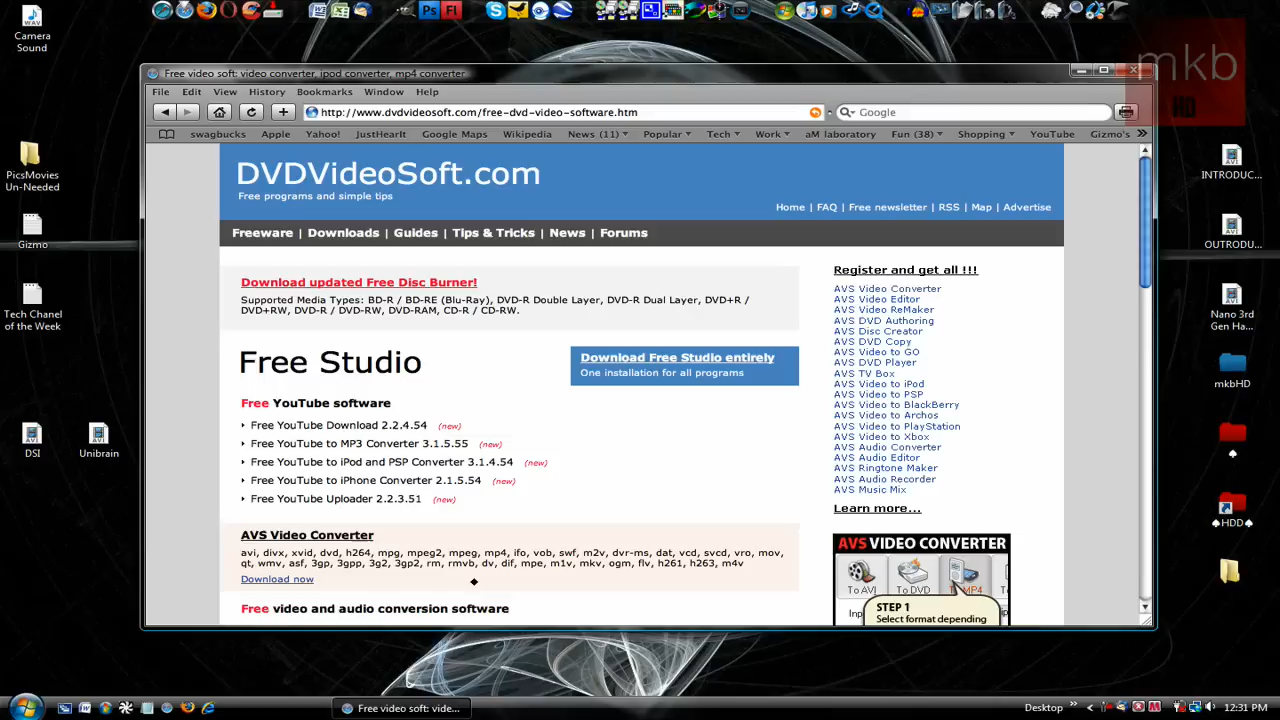 Camera
Sound
PicsMovies
Un-Needed
Gizmo
Tech Chanel
of the Week
DSI
Unibrain
mkb
HD
Free video soft: video converter, ipod converter, mp4 converter
File Edit View History Bookmarks Window Help
http://www.dvdvideosoft.com/free-dvd-video-software.htm
Google
swagbucks Apple Yahoo! JustHeartIt Google Maps Wikipedia News (11) Popular Tech Work aM laboratory Fun (38) Shopping YouTube Gizmo's
DVDVideoSoft.com
Free programs and simple tips
Home | FAQ | Free newsletter | RSS | Map | Advertise
Freeware | Downloads | Guides | Tips & Tricks | News | Forums
Download updated Free Disc Burner!
Supported Media Types: BD-R / BD-RE (Blu-Ray), DVD-R Double Layer, DVD-R Dual Layer, DVD+R /
DVD+RW, DVD-R / DVD-RW, DVD-RAM, CD-R / CD-RW.
Free Studio
Download Free Studio entirely
One installation for all programs
Free YouTube software
Free YouTube Download 2.2.4.54 (new)
Free YouTube to MP3 Converter 3.1.5.55 (new)
Free YouTube to iPod and PSP Converter 3.1.4.54 (new)
Free YouTube to iPhone Converter 2.1.5.54 (new)
Free YouTube Uploader 2.2.3.51 (new)
AVS Video Converter
avi, divx, xvid, dvd, h264, mpg, mpeg2, mpeg, mp4, ifo, vob, swf, m2v, dvr-ms, dat, vcd, svcd, vro, mov,
qt, wmv, asf, 3gp, 3gpp, 3g2, 3gp2, rm, rmvb, dv, dif, mpe, m1v, mkv, ogm, flv, h261, h263, m4v
Download now
Free video and audio conversion software
Register and get all !!!
AVS Video Converter
AVS Video Editor
AVS Video ReMaker
AVS DVD Authoring
AVS Disc Creator
AVS DVD Copy
AVS Video to GO
AVS DVD Player
AVS TV Box
AVS Video to iPod
AVS Video to PSP
AVS Video to BlackBerry
AVS Video to Archos
AVS Video to PlayStation
AVS Video to Xbox
AVS Audio Converter
AVS Audio Editor
AVS Ringtone Maker
AVS Audio Recorder
AVS Music Mix
Learn more...
AVS VIDEO CONVERTER
To AVI To DVD To MP4
STEP 1
Select format depending
INTRODUC...
OUTRODU...
Nano 3rd
Gen Ha...
mkbHD
♠
♠HDD♠
Free video soft: vide...
Desktop
12:31 PM